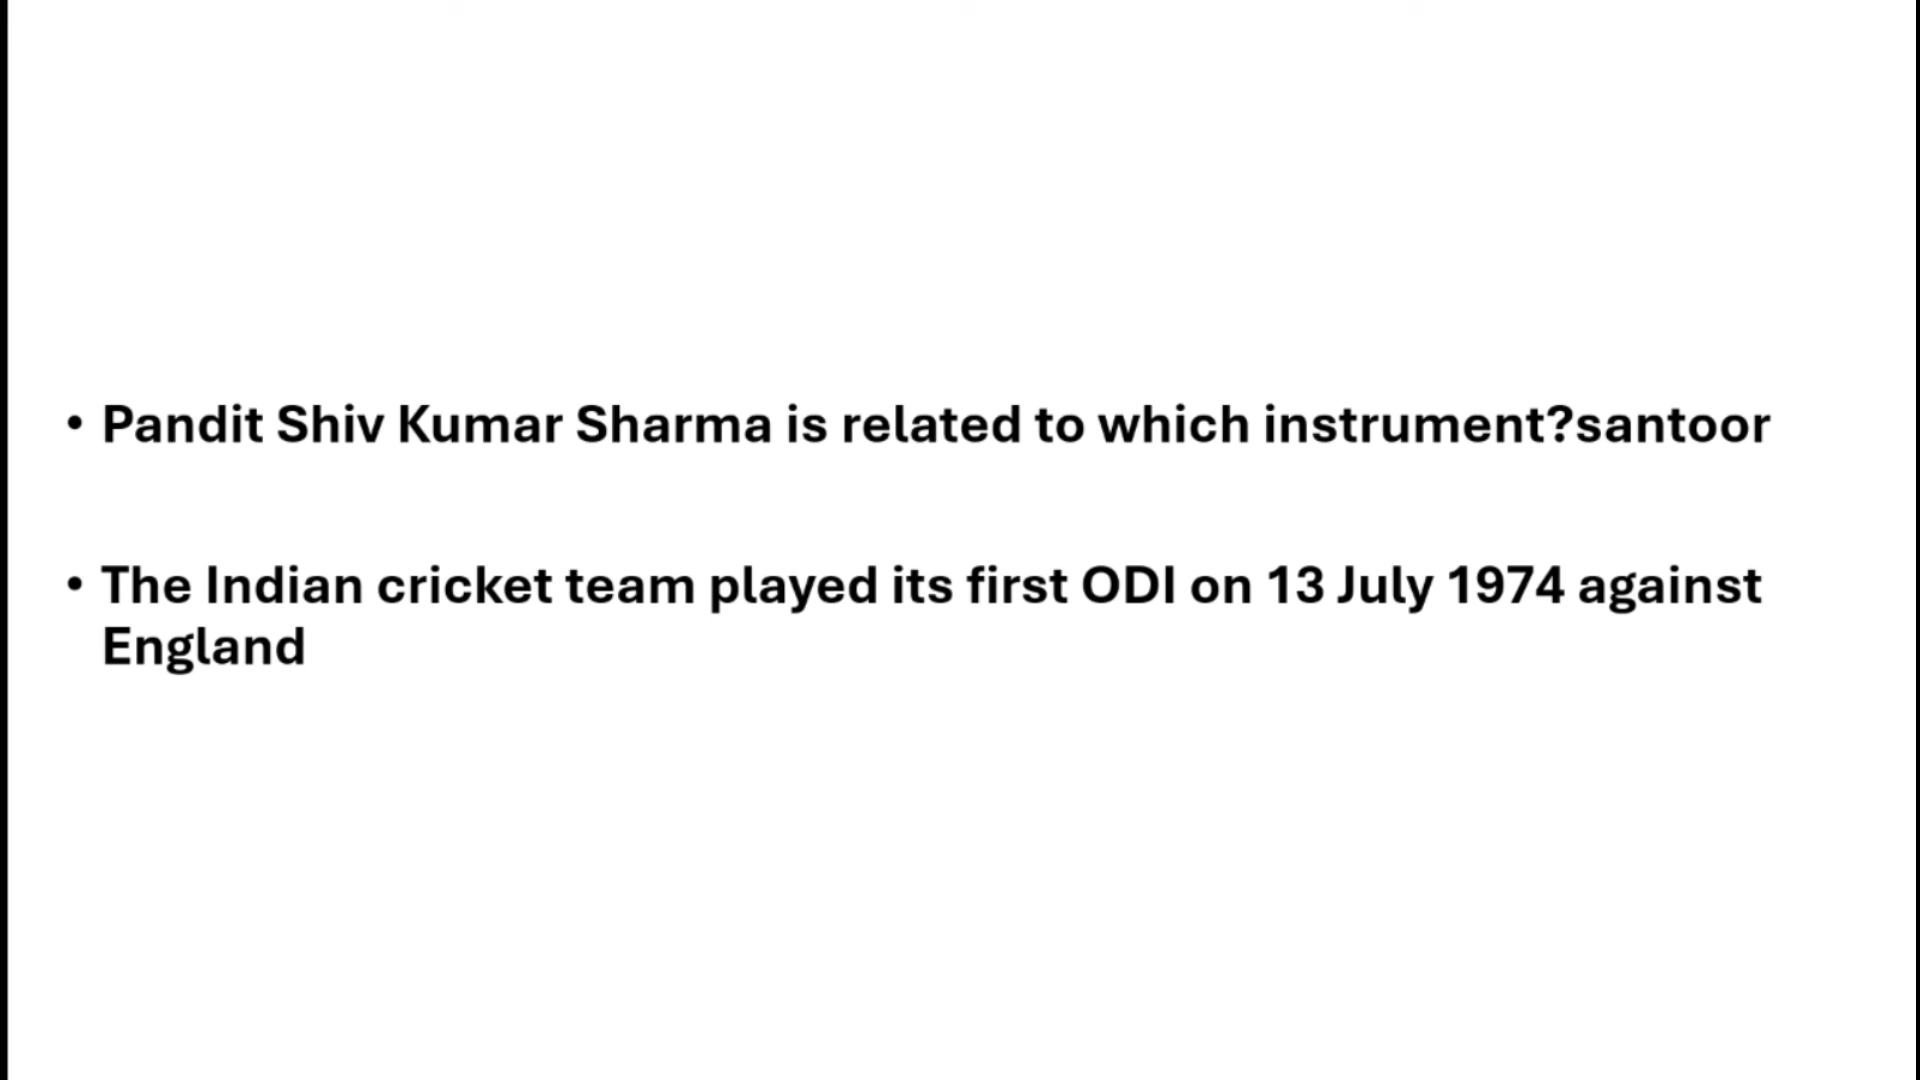 • Pandit Shiv Kumar Sharma is related to which instrument?santoor
• The Indian cricket team played its first ODI on 13 July 1974 against
England